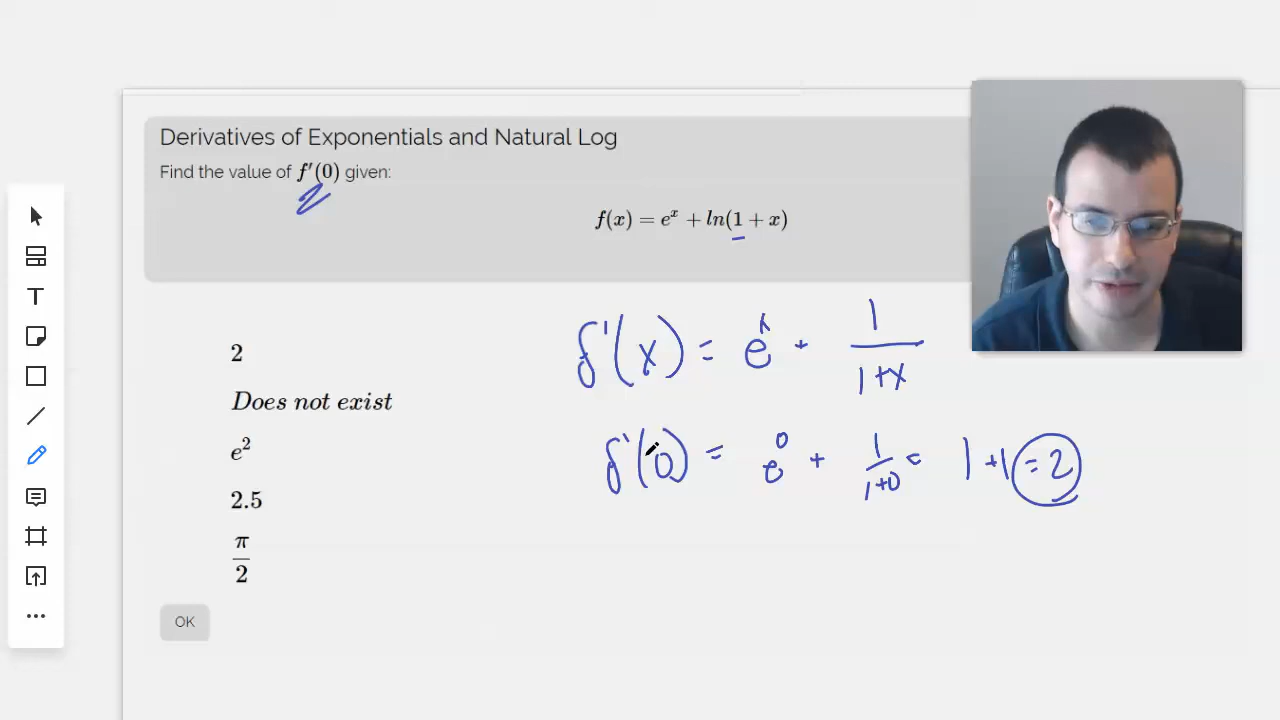 Derivatives of Exponentials and Natural Log
Find the value of f'(0) given:
f(x) = e^x + ln(1 + x)
2
Does not exist
e^2
2.5
π/2
OK
f'(x) = e^x + 1/(1+x)
f'(0) = e^0 + 1/(1+0) = 1+1 = 2
T